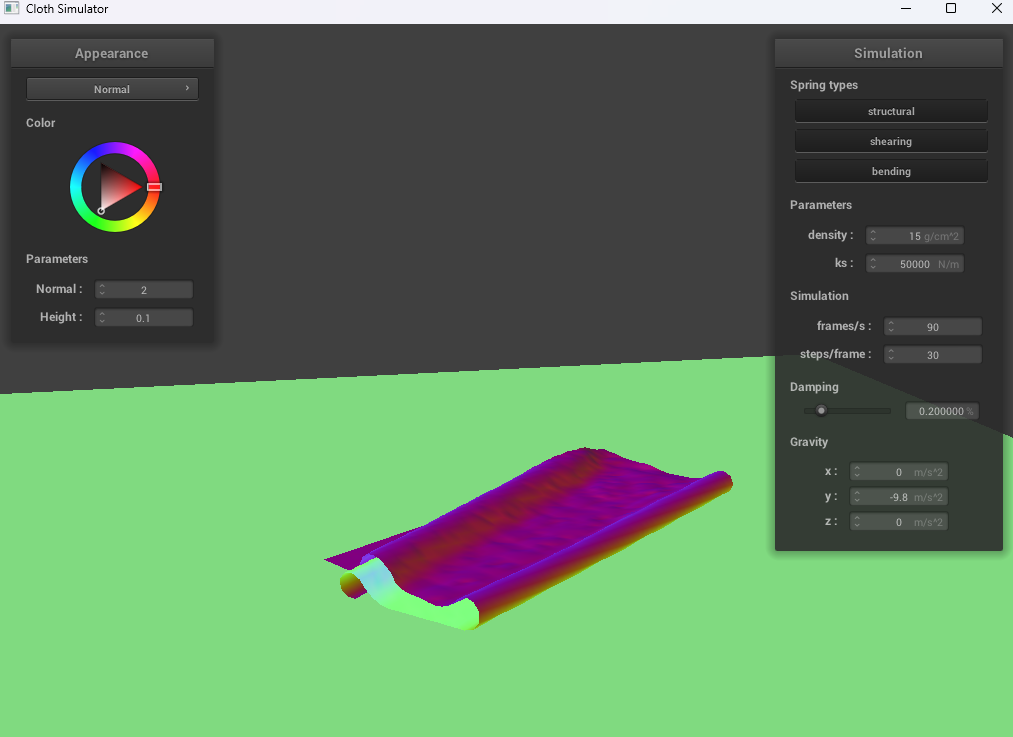 Cloth Simulator
Appearance
Normal
Color
Parameters
Normal : 2
Height : 0.1
Simulation
Spring types
structural
shearing
bending
Parameters
density : 15 g/cm^2
ks : 50000 N/m
Simulation
frames/s : 90
steps/frame : 30
Damping
0.200000 %
Gravity
x : 0 m/s^2
y : -9.8 m/s^2
z : 0 m/s^2